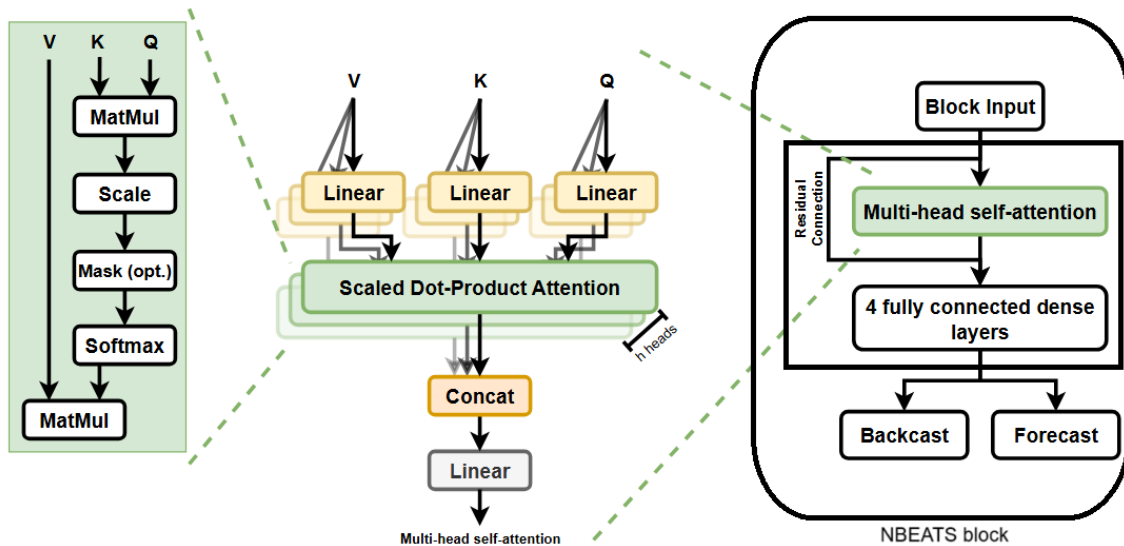 V K Q
MatMul
Scale
Mask (opt.)
Softmax
MatMul
V K Q
Linear Linear Linear
Scaled Dot-Product Attention
h heads
Concat
Linear
Multi-head self-attention
Block Input
Residual
Connection
Multi-head self-attention
4 fully connected dense
layers
Backcast Forecast
NBEATS block